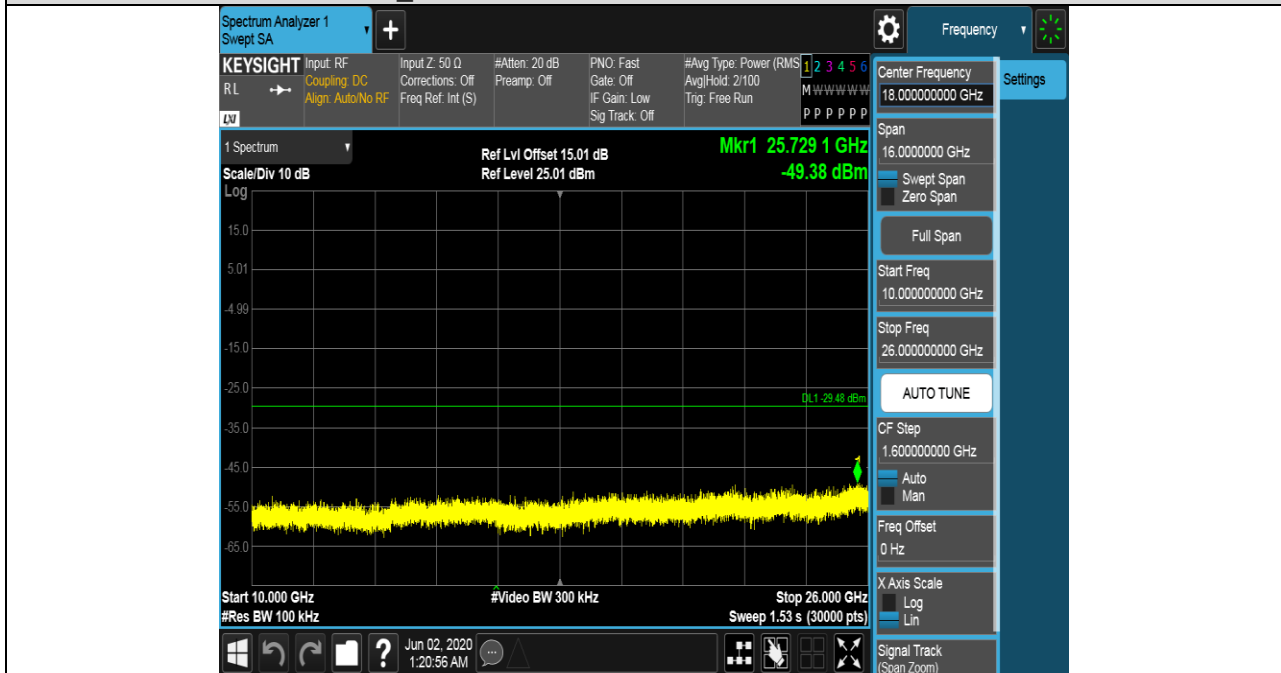 Spectrum Analyzer 1
Swept SA
+
Frequency
KEYSIGHT
RL
LXI
Input: RF
Coupling: DC
Align: Auto/No RF
Input Z: 50 Ω
Corrections: Off
Freq Ref: Int (S)
#Atten: 20 dB
Preamp: Off
PNO: Fast
Gate: Off
IF Gain: Low
Sig Track: Off
#Avg Type: Power (RMS
Avg|Hold: 2/100
Trig: Free Run
1 2 3 4 5 6
M W W W W W
P P P P P P
1 Spectrum
Scale/Div 10 dB
Log
Ref Lvl Offset 15.01 dB
Ref Level 25.01 dBm
Mkr1 25.729 1 GHz
-49.38 dBm
15.0
5.01
-4.99
-15.0
-25.0
DL1 -29.48 dBm
-35.0
-45.0
1
-55.0
-65.0
Start 10.000 GHz
#Video BW 300 kHz
Stop 26.000 GHz
#Res BW 100 kHz
Sweep 1.53 s (30000 pts)
?
Jun 02, 2020
1:20:56 AM
Center Frequency
18.000000000 GHz
Settings
Span
16.0000000 GHz
Swept Span
Zero Span
Full Span
Start Freq
10.000000000 GHz
Stop Freq
26.000000000 GHz
AUTO TUNE
CF Step
1.600000000 GHz
Auto
Man
Freq Offset
0 Hz
X Axis Scale
Log
Lin
Signal Track
(Span Zoom)